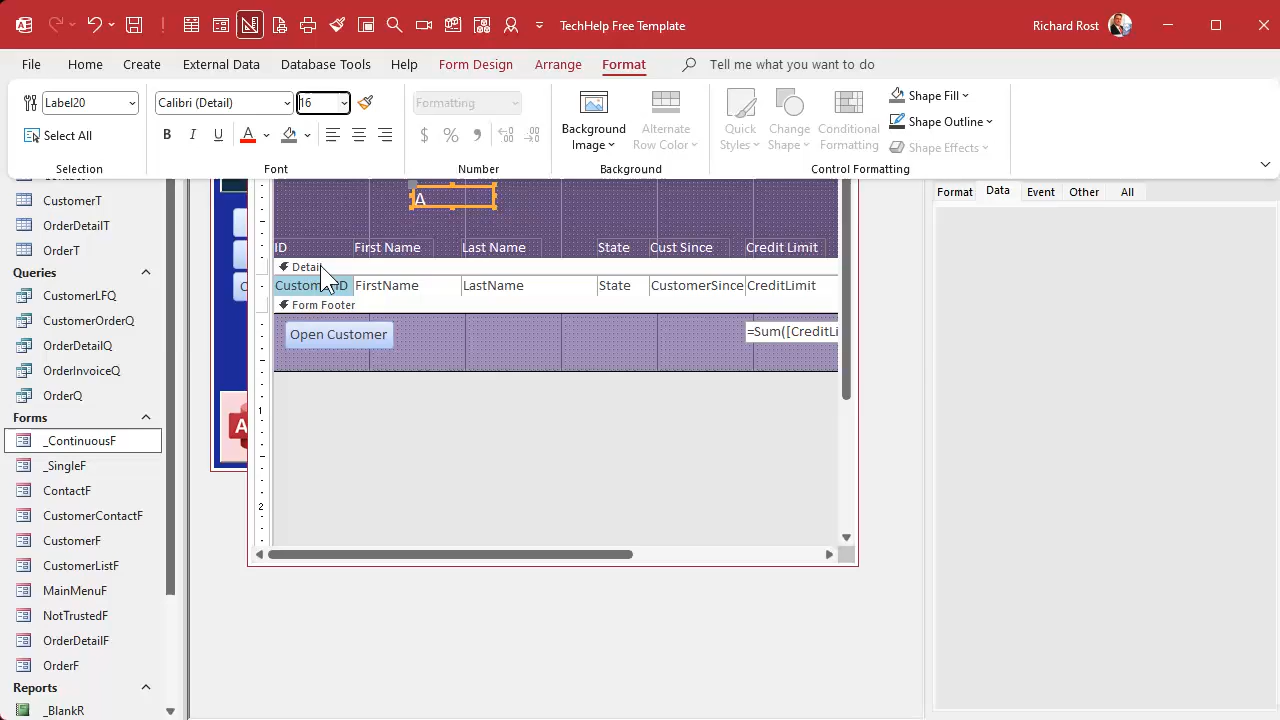 TechHelp Free Template
Richard Rost
File Home Create External Data Database Tools Help Form Design Arrange Format Tell me what you want to do
Label20 Calibri (Detail) 16 Formatting
Select All
B I U A $ % 9
Background Image
Alternate Row Color
Quick Styles
Change Shape
Conditional Formatting
Shape Fill
Shape Outline
Shape Effects
Selection Font Number Background Control Formatting
CustomerT
OrderDetailT
OrderT
Queries
CustomerLFQ
CustomerOrderQ
OrderDetailQ
OrderInvoiceQ
OrderQ
Forms
_ContinuousF
_SingleF
ContactF
CustomerContactF
CustomerF
CustomerListF
MainMenuF
NotTrustedF
OrderDetailF
OrderF
Reports
_BlankR
A
ID First Name Last Name State Cust Since Credit Limit
Detail
CustomerID FirstName LastName State CustomerSince CreditLimit
Form Footer
Open Customer =Sum([CreditLi
1
2
Format Data Event Other All